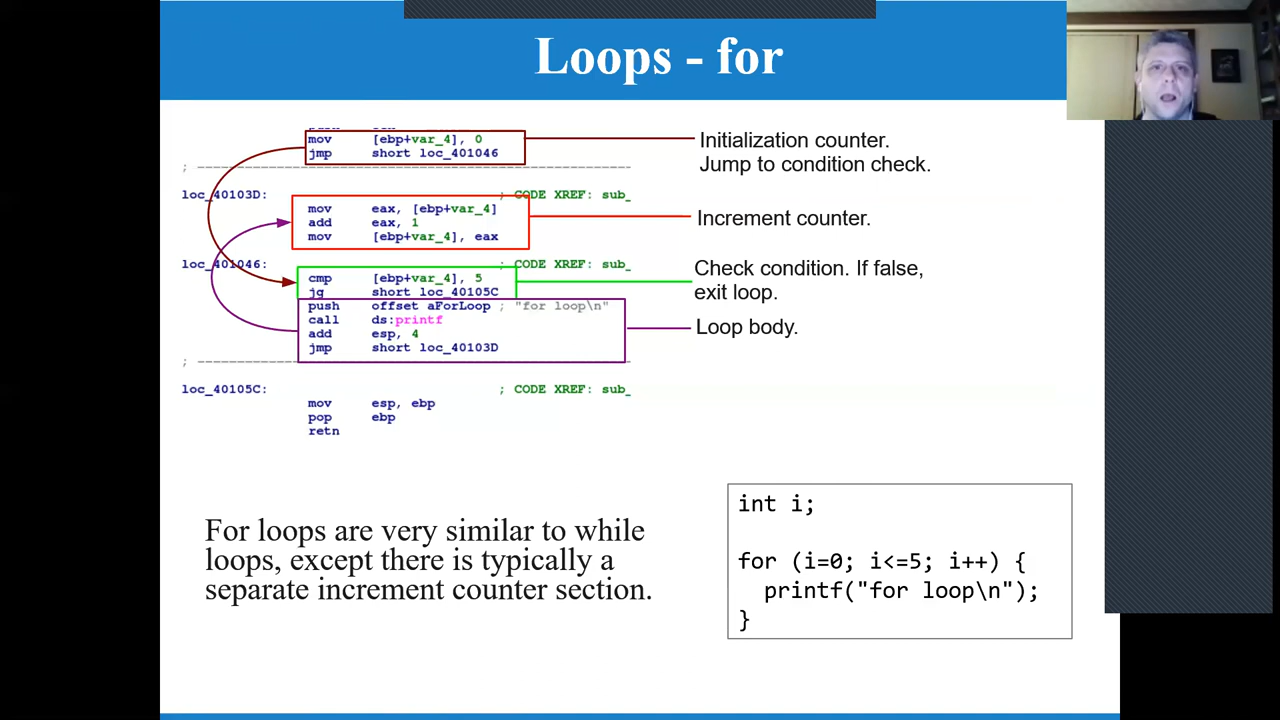 Loops - for
mov [ebp+var_4], 0
jmp short loc_401046
Initialization counter.
Jump to condition check.
; ----------------------------------------
loc_40103D: ; CODE XREF: sub_
mov eax, [ebp+var_4]
add eax, 1
mov [ebp+var_4], eax
Increment counter.
loc_401046: ; CODE XREF: sub_
cmp [ebp+var_4], 5
jg short loc_40105C
Check condition. If false,
exit loop.
push offset aForLoop ; "for loop\n"
call ds:printf
add esp, 4
jmp short loc_40103D
Loop body.
; ----------------------------------------
loc_40105C: ; CODE XREF: sub_
mov esp, ebp
pop ebp
retn
For loops are very similar to while
loops, except there is typically a
separate increment counter section.
int i;
for (i=0; i<=5; i++) {
printf("for loop\n");
}